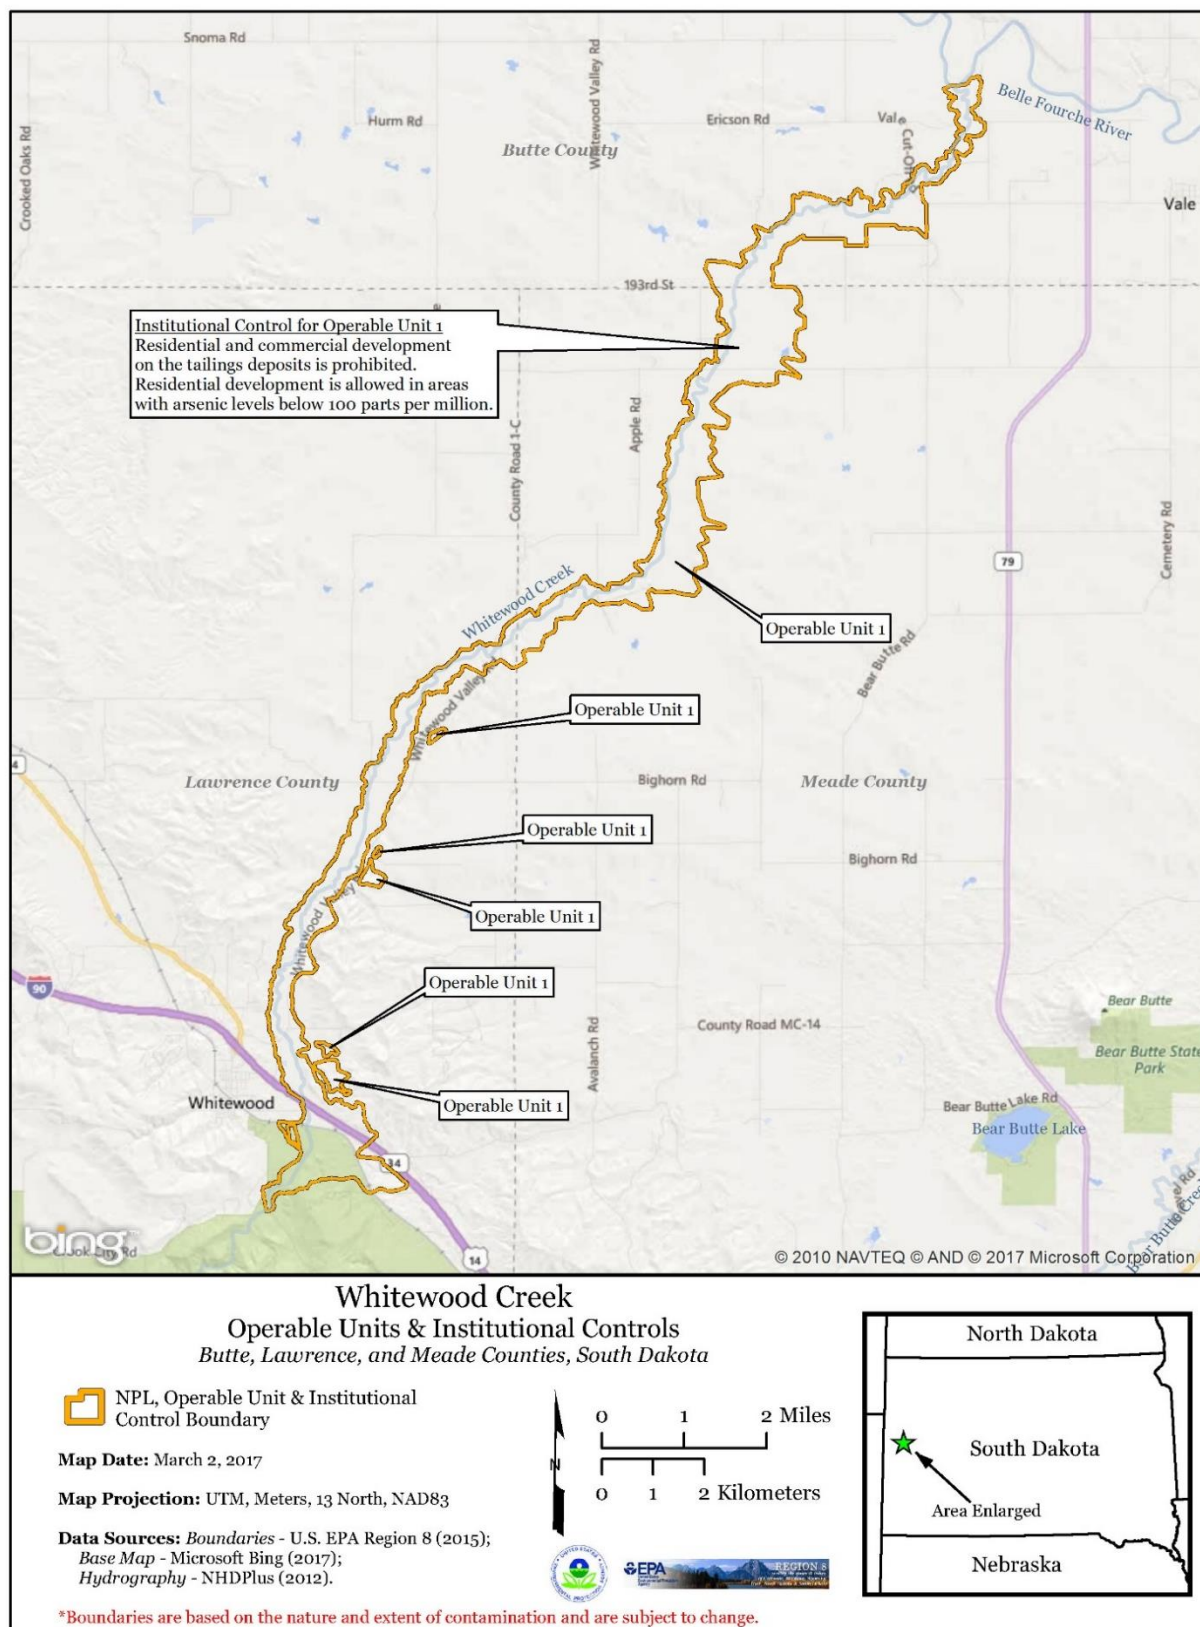 Snoma Rd
Whitewood Valley Rd
Hurm Rd
Ericson Rd
Vale Cut-Off
Belle Fourche River
Crooked Oaks Rd
Butte County
Vale
193rd St
Institutional Control for Operable Unit 1
Residential and commercial development
on the tailings deposits is prohibited.
Residential development is allowed in areas
with arsenic levels below 100 parts per million.
Apple Rd
County Road 1-C
Cemetery Rd
79
Whitewood Creek
Operable Unit 1
Bear Butte Rd
Whitewood Valley Rd
Operable Unit 1
Lawrence County
Bighorn Rd
Meade County
Operable Unit 1
Bighorn Rd
Operable Unit 1
Whitewood Valley
90
Operable Unit 1
Avalanch Rd
County Road MC-14
Bear Butte
Bear Butte State
Park
Whitewood
Operable Unit 1
Bear Butte Lake Rd
Bear Butte Lake
34
Bear Butte Creek
bing
Crook City Rd
14
© 2010 NAVTEQ © AND © 2017 Microsoft Corporation
Whitewood Creek
Operable Units & Institutional Controls
Butte, Lawrence, and Meade Counties, South Dakota
NPL, Operable Unit & Institutional
Control Boundary
Map Date: March 2, 2017
Map Projection: UTM, Meters, 13 North, NAD83
Data Sources: Boundaries - U.S. EPA Region 8 (2015);
Base Map - Microsoft Bing (2017);
Hydrography - NHDPlus (2012).
N
0 1 2 Miles
0 1 2 Kilometers
EPA
REGION 8
North Dakota
South Dakota
Area Enlarged
Nebraska
*Boundaries are based on the nature and extent of contamination and are subject to change.